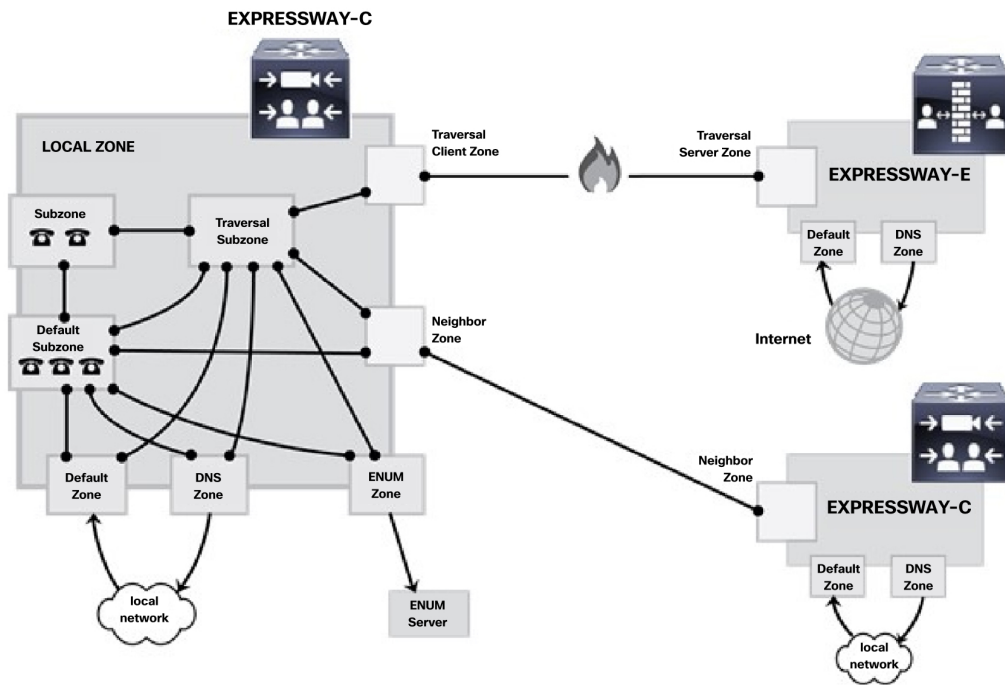 EXPRESSWAY-C
LOCAL ZONE
Traversal
Client Zone
Traversal
Server Zone
EXPRESSWAY-E
Subzone
Traversal
Subzone
Default
Zone
DNS
Zone
Default
Subzone
Neighbor
Zone
Internet
Neighbor
Zone
EXPRESSWAY-C
Default
Zone
DNS
Zone
ENUM
Zone
Default
Zone
DNS
Zone
local
network
ENUM
Server
local
network